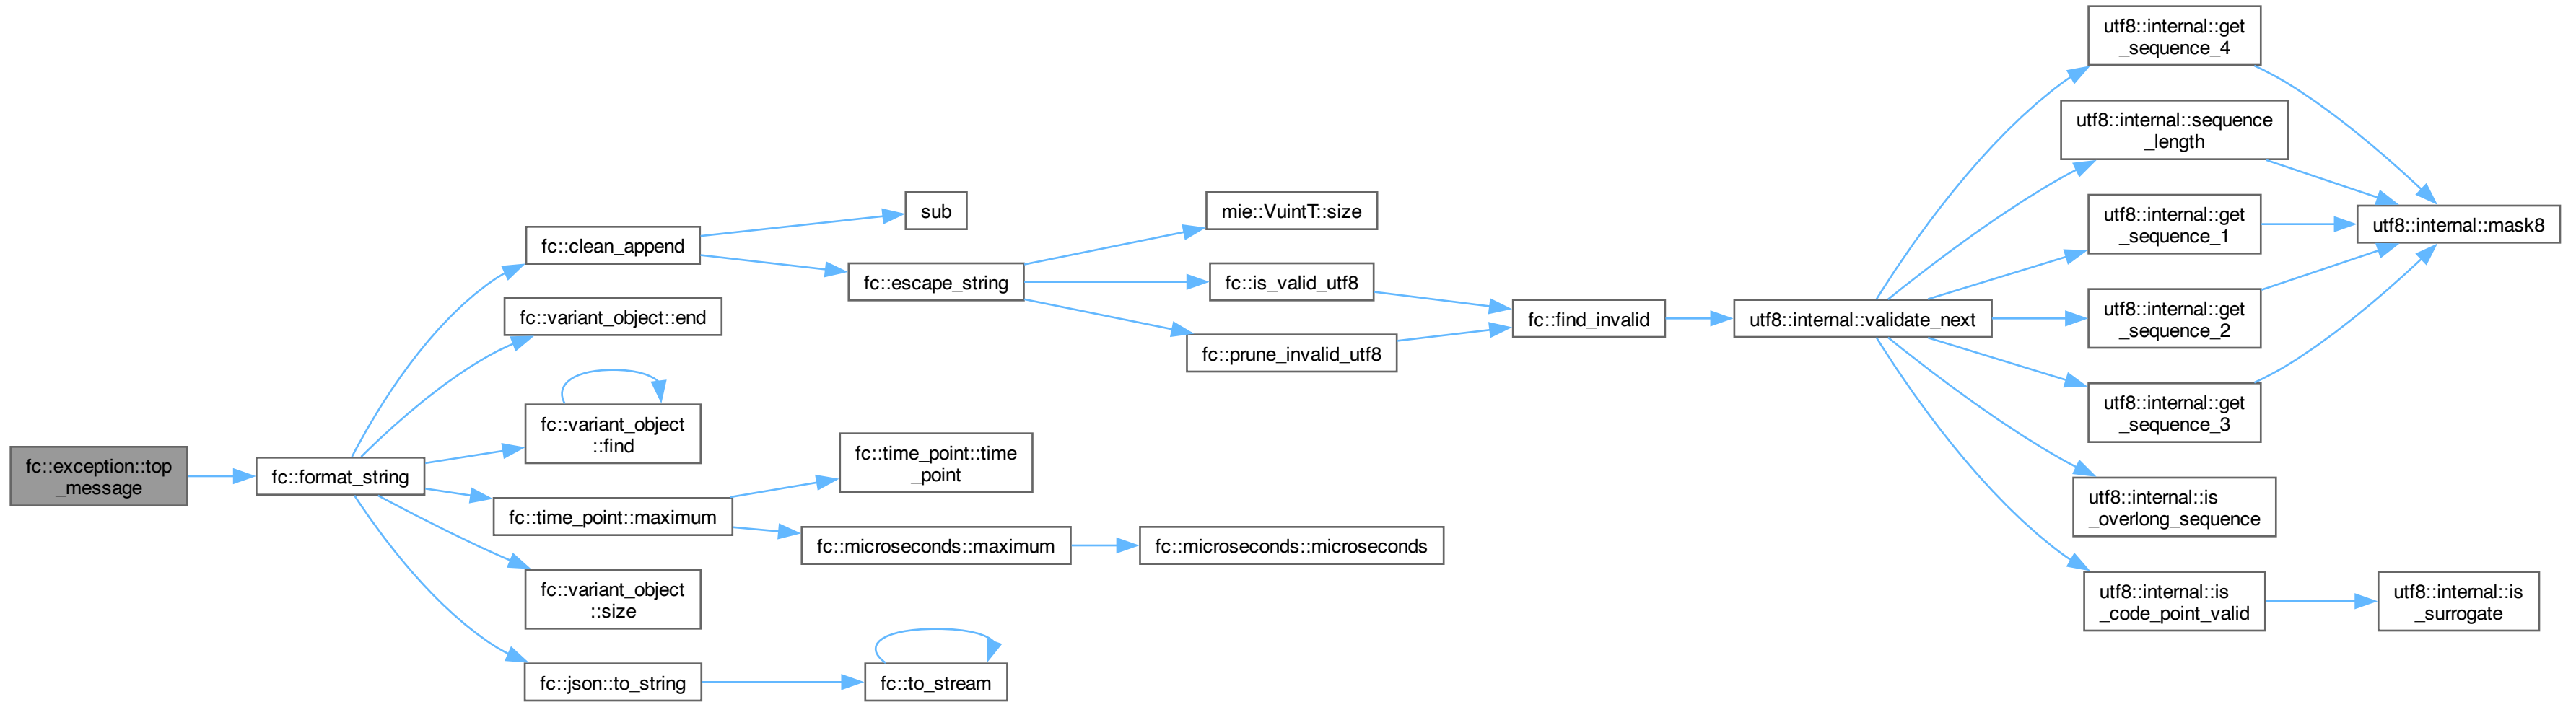 fc::exception::top
_message
fc::format_string
fc::clean_append
sub
fc::escape_string
mie::VuintT::size
fc::is_valid_utf8
fc::prune_invalid_utf8
fc::find_invalid
utf8::internal::validate_next
utf8::internal::get
_sequence_4
utf8::internal::sequence
_length
utf8::internal::get
_sequence_1
utf8::internal::mask8
utf8::internal::get
_sequence_2
utf8::internal::get
_sequence_3
utf8::internal::is
_overlong_sequence
utf8::internal::is
_code_point_valid
utf8::internal::is
_surrogate
fc::variant_object::end
fc::variant_object
::find
fc::time_point::maximum
fc::time_point::time
_point
fc::microseconds::maximum
fc::microseconds::microseconds
fc::variant_object
::size
fc::json::to_string
fc::to_stream